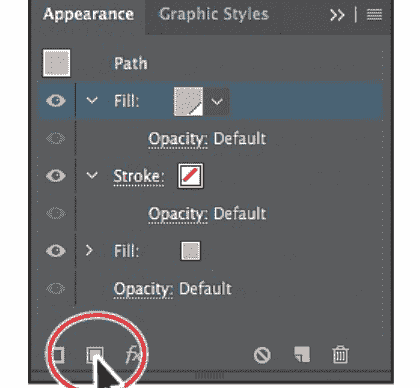 Appearance Graphic Styles
Path
Fill:
Opacity: Default
Stroke:
Opacity: Default
Fill:
Opacity: Default
fx